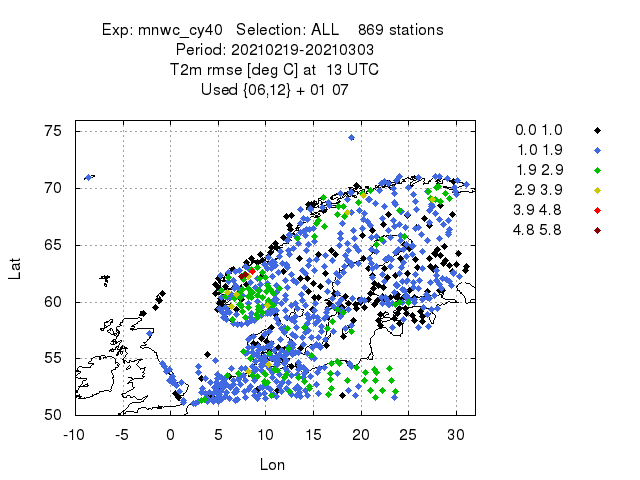 Exp: mnwc_cy40 Selection: ALL 869 stations
Period: 20210219-20210303
T2m rmse [deg C] at 13 UTC
Used {06,12} + 01 07
0.0 1.0
1.0 1.9
1.9 2.9
2.9 3.9
3.9 4.8
4.8 5.8
75
70
65
60
55
50
Lat
-10 -5 0 5 10 15 20 25 30
Lon